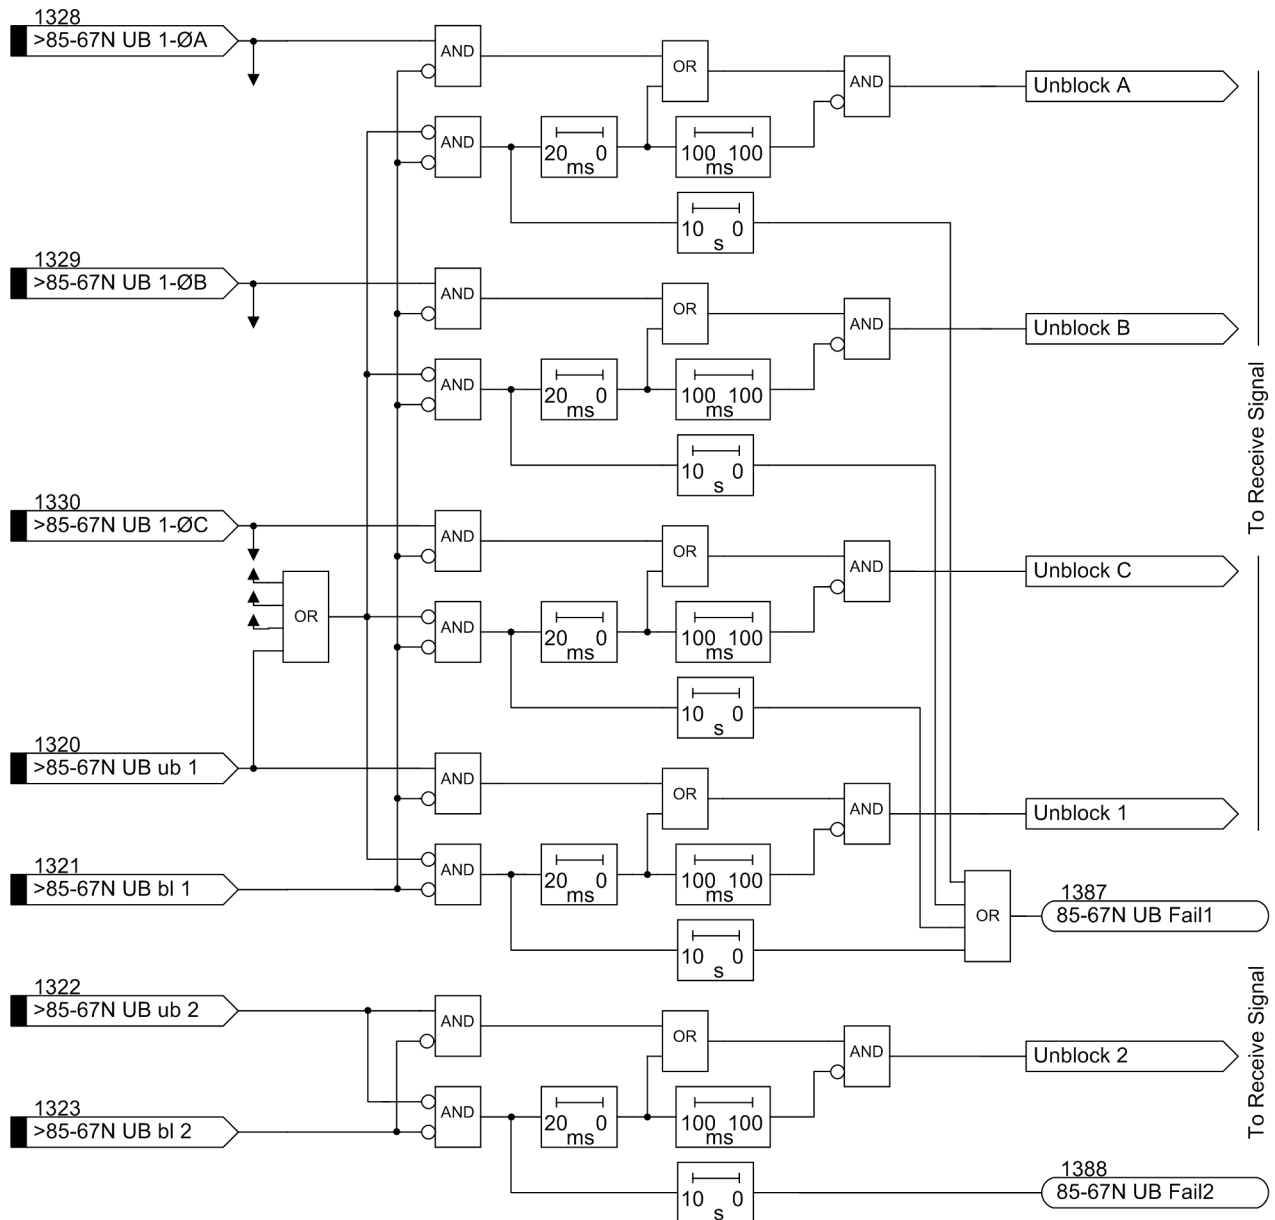 1328
>85-67N UB 1-ØA
AND
OR
AND
Unblock A
AND
20 0
ms
100 100
ms
10 0
s
1329
>85-67N UB 1-ØB
AND
OR
AND
Unblock B
AND
20 0
ms
100 100
ms
10 0
s
To Receive Signal
1330
>85-67N UB 1-ØC
AND
OR
AND
Unblock C
OR
AND
20 0
ms
100 100
ms
10 0
s
1320
>85-67N UB ub 1
AND
OR
AND
Unblock 1
1321
>85-67N UB bl 1
AND
20 0
ms
100 100
ms
10 0
s
OR
1387
85-67N UB Fail1
1322
>85-67N UB ub 2
AND
OR
AND
Unblock 2
To Receive Signal
1323
>85-67N UB bl 2
AND
20 0
ms
100 100
ms
10 0
s
1388
85-67N UB Fail2